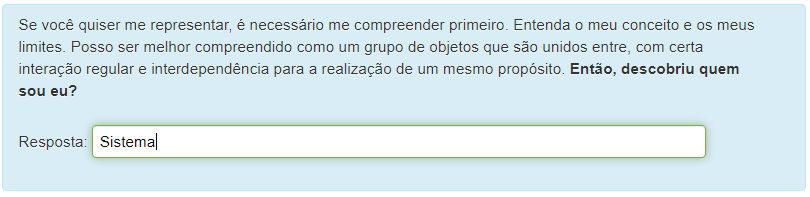 Se você quiser me representar, é necessário me compreender primeiro. Entenda o meu conceito e os meus
limites. Posso ser melhor compreendido como um grupo de objetos que são unidos entre, com certa
interação regular e interdependência para a realização de um mesmo propósito. Então, descobriu quem
sou eu?
Resposta: Sistema